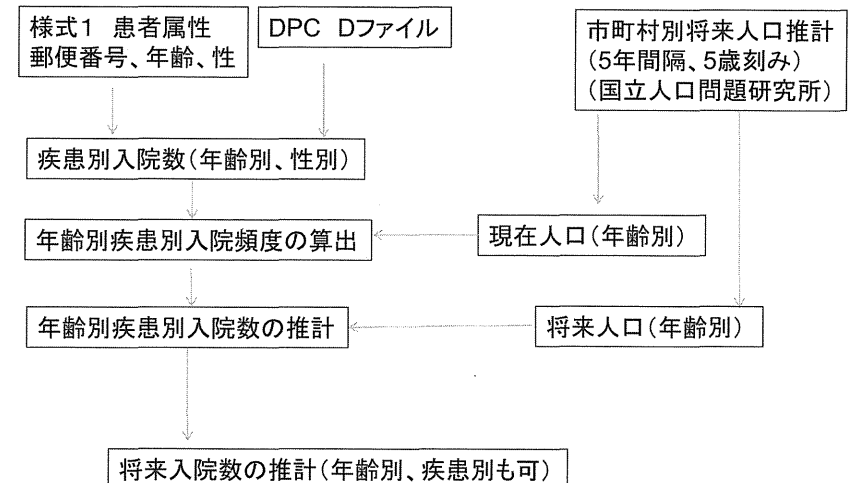 様式1 患者属性
郵便番号、年齢、性
DPC Dファイル
市町村別将来人口推計
(5年間隔、5歳刻み)
(国立人口問題研究所)
疾患別入院数(年齢別、性別)
年齢別疾患別入院頻度の算出
現在人口(年齢別)
年齢別疾患別入院数の推計
将来人口(年齢別)
将来入院数の推計(年齢別、疾患別も可)